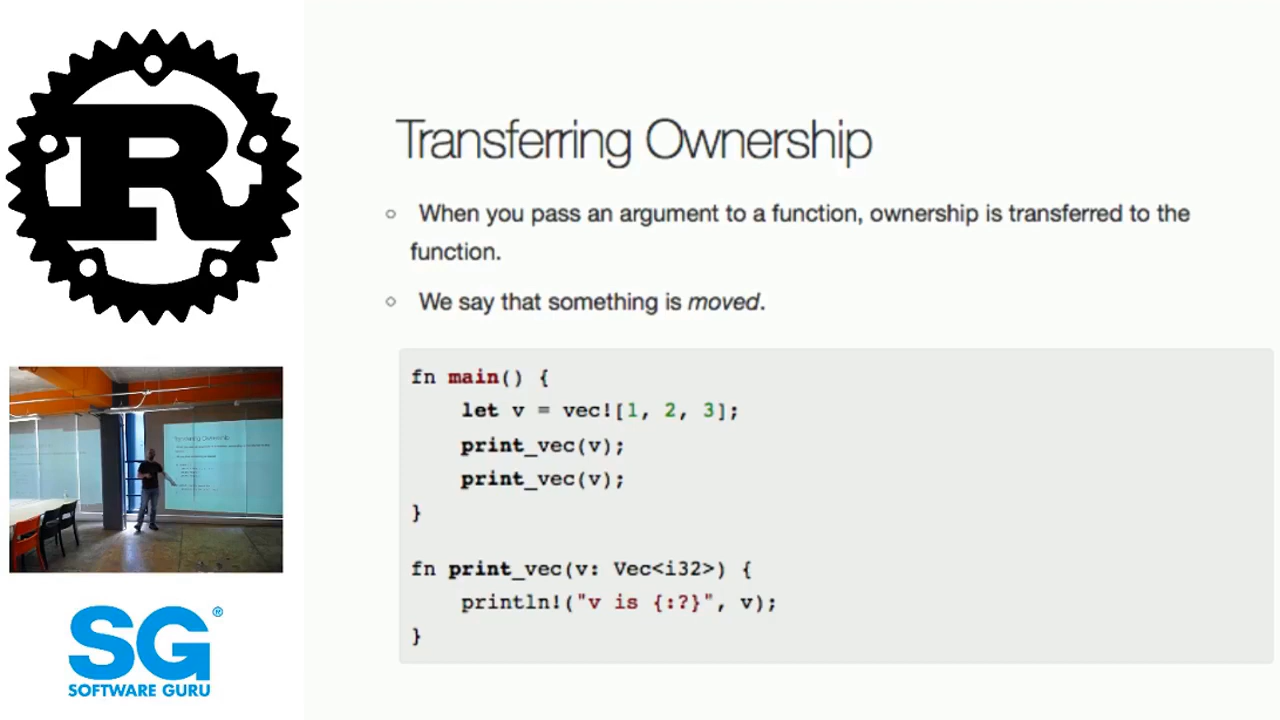 Transferring Ownership
When you pass an argument to a function, ownership is transferred to the
function.
We say that something is moved.
fn main() {
    let v = vec![1, 2, 3];
    print_vec(v);
    print_vec(v);
}
fn print_vec(v: Vec<i32>) {
    println!("v is {:?}", v);
}
R
Transferring Ownership
SG®
SOFTWARE GURU